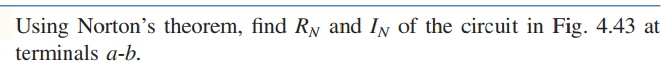 Using Norton’s theorem, find R_N and I_N of the circuit in Fig. 4.43 at
terminals a-b.